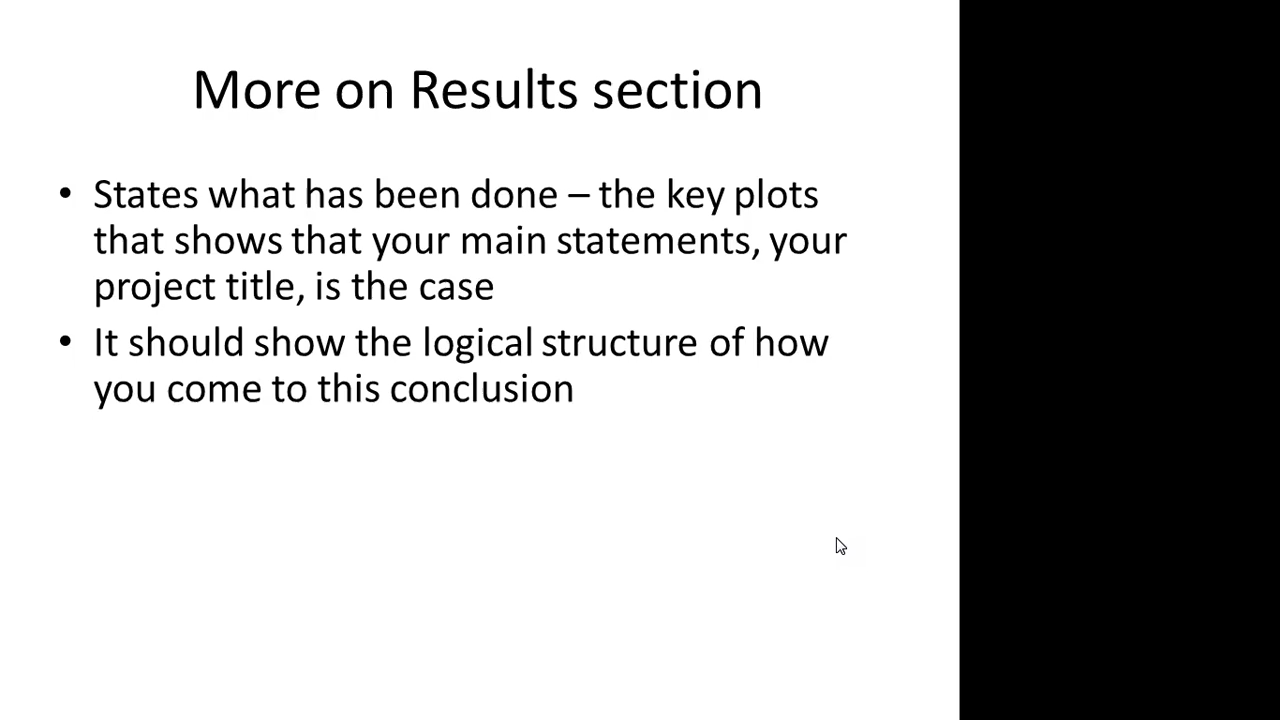 More on Results section
• States what has been done – the key plots
that shows that your main statements, your
project title, is the case
• It should show the logical structure of how
you come to this conclusion